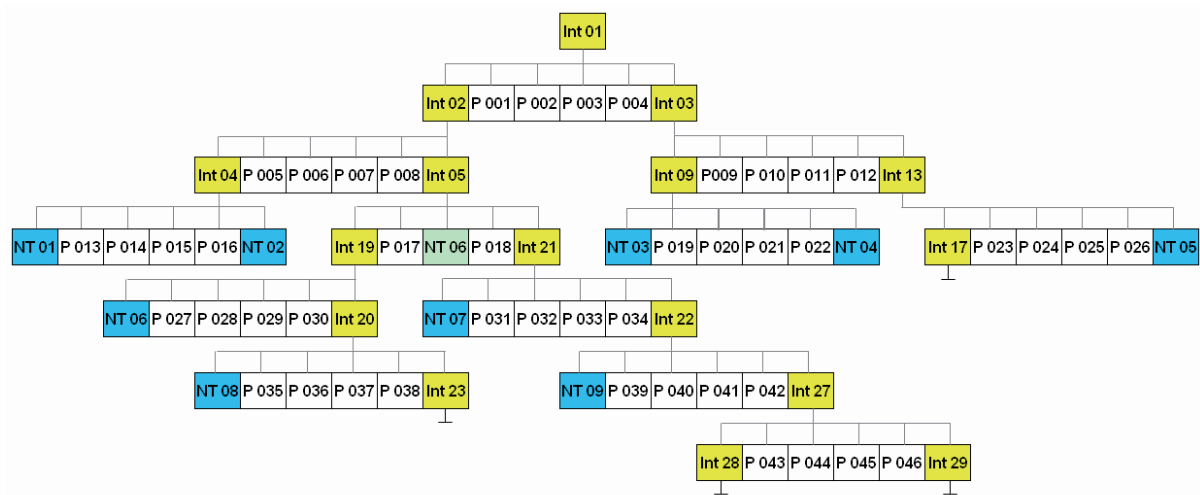 Int 01
Int 02 P 001 P 002 P 003 P 004 Int 03
Int 04 P 005 P 006 P 007 P 008 Int 05
Int 09 P009 P 010 P 011 P 012 Int 13
NT 01 P 013 P 014 P 015 P 016 NT 02
Int 19 P 017 NT 06 P 018 Int 21
NT 03 P 019 P 020 P 021 P 022 NT 04
Int 17 P 023 P 024 P 025 P 026 NT 05
NT 06 P 027 P 028 P 029 P 030 Int 20
NT 07 P 031 P 032 P 033 P 034 Int 22
NT 08 P 035 P 036 P 037 P 038 Int 23
NT 09 P 039 P 040 P 041 P 042 Int 27
Int 28 P 043 P 044 P 045 P 046 Int 29